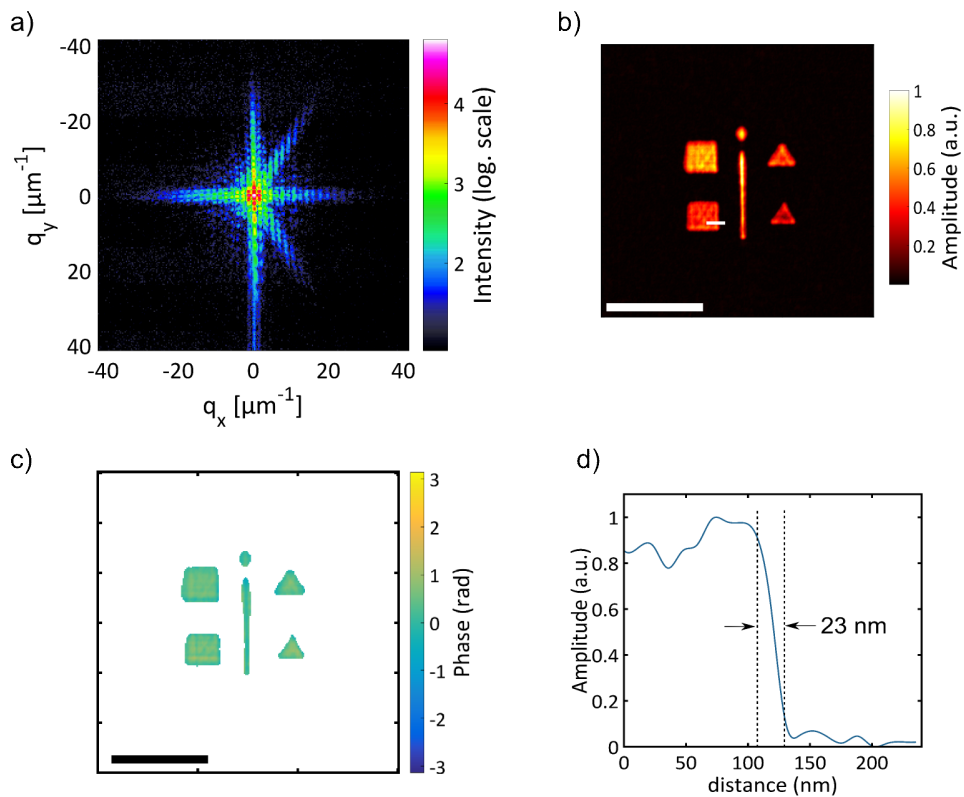 a)
-40
-20
0
20
40
q_y [µm⁻¹]
-40 -20 0 20 40
q_x [µm⁻¹]
4
3
2
Intensity (log. scale)
b)
1
0.8
0.6
0.4
0.2
Amplitude (a.u.)
c)
3
2
1
0
-1
-2
-3
Phase (rad)
d)
1
0.8
0.6
0.4
0.2
0
Amplitude (a.u.)
23 nm
0 50 100 150 200
distance (nm)